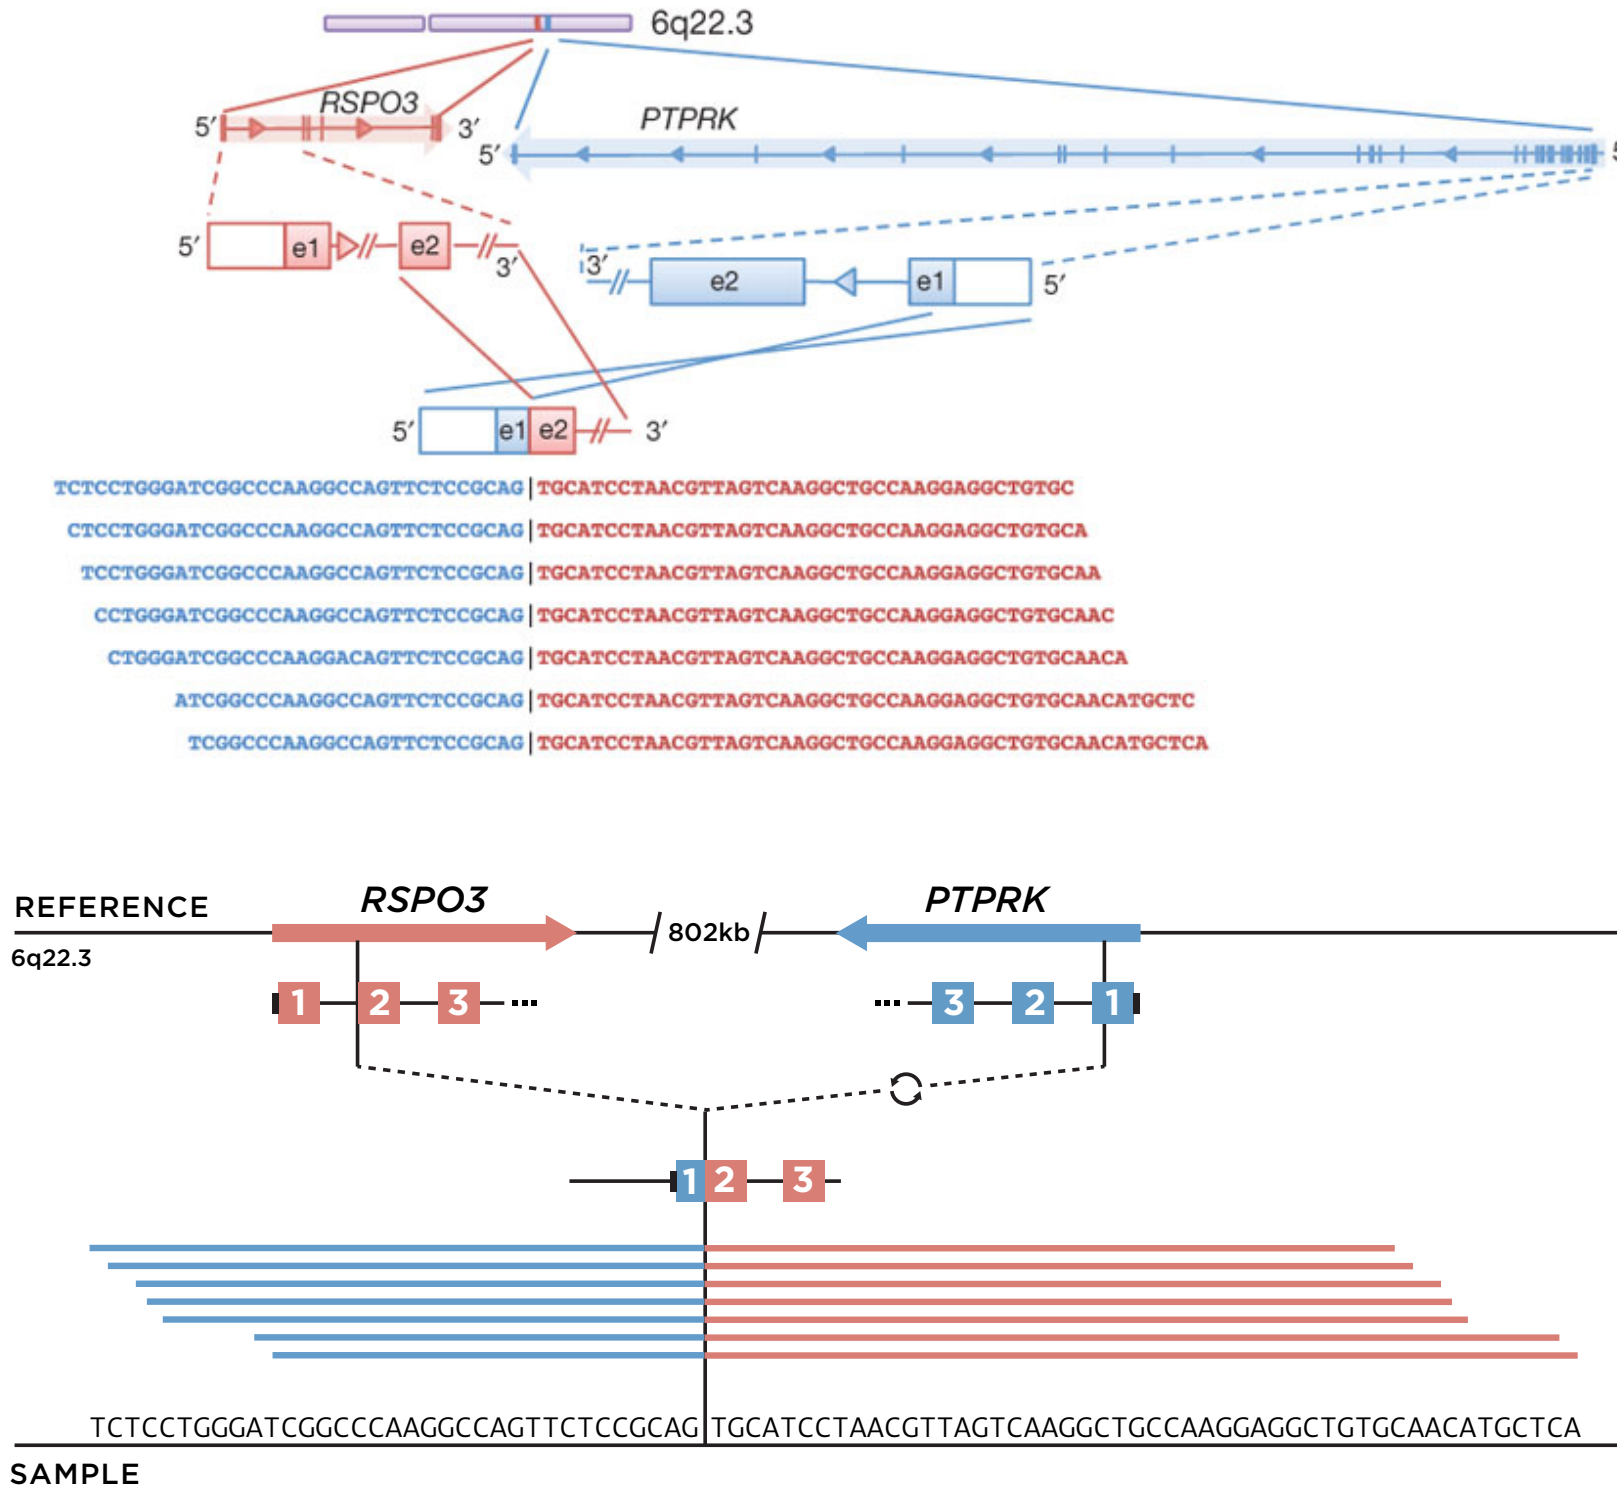 6q22.3
RSPO3
PTPRK
5′ 3′
5′ 5
5′ e1 e2 3′
3′ e2 e1 5′
5′ e1 e2 3′
TCTCCTGGGATCGGCCCAAGGCCAGTTCTCCGCAG|TGCATCCTAACGTTAGTCAAGGCTGCCAAGGAGGCTGTGC
CTCCTGGGATCGGCCCAAGGCCAGTTCTCCGCAG|TGCATCCTAACGTTAGTCAAGGCTGCCAAGGAGGCTGTGCA
TCCTGGGATCGGCCCAAGGCCAGTTCTCCGCAG|TGCATCCTAACGTTAGTCAAGGCTGCCAAGGAGGCTGTGCAA
CCTGGGATCGGCCCAAGGCCAGTTCTCCGCAG|TGCATCCTAACGTTAGTCAAGGCTGCCAAGGAGGCTGTGCAAC
CTGGGATCGGCCCAAGGACAGTTCTCCGCAG|TGCATCCTAACGTTAGTCAAGGCTGCCAAGGAGGCTGTGCAACA
ATCGGCCCAAGGCCAGTTCTCCGCAG|TGCATCCTAACGTTAGTCAAGGCTGCCAAGGAGGCTGTGCAACATGCTC
TCGGCCCAAGGCCAGTTCTCCGCAG|TGCATCCTAACGTTAGTCAAGGCTGCCAAGGAGGCTGTGCAACATGCTCA
REFERENCE RSPO3 PTPRK
802kb
6q22.3
1 2 3 ... ... 3 2 1
1 2 3
TCTCCTGGGATCGGCCCAAGGCCAGTTCTCCGCAG|TGCATCCTAACGTTAGTCAAGGCTGCCAAGGAGGCTGTGCAACATGCTCA
SAMPLE